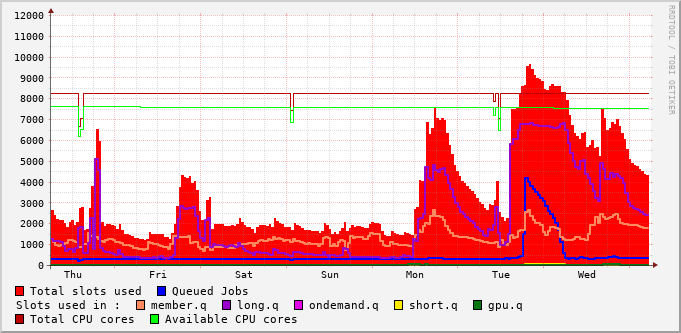 12000
11000
10000
9000
8000
7000
6000
5000
4000
3000
2000
1000
0
Thu Fri Sat Sun Mon Tue Wed
RRDTOOL / TOBI OETIKER
Total slots used Queued Jobs
Slots used in : member.q long.q ondemand.q short.q gpu.q
Total CPU cores Available CPU cores